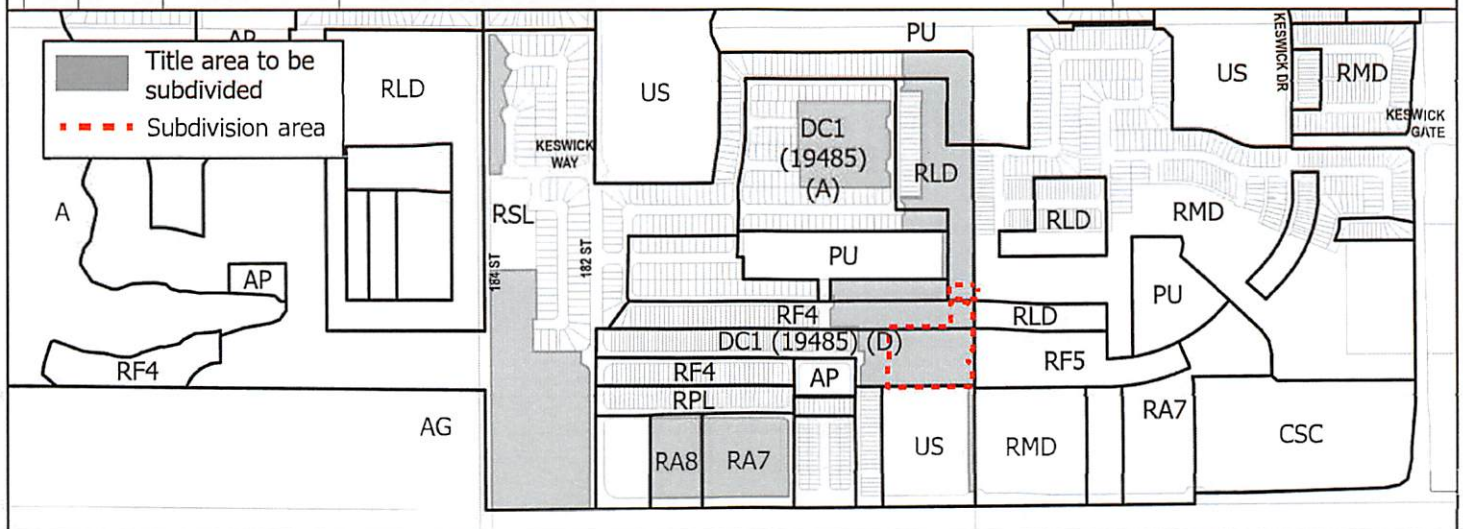 AP
Title area to be
subdivided
Subdivision area
RLD
US
PU
US
KESWICK DR
RMD
KESWICK
GATE
DC1
(19485)
(A)
RLD
KESWICK
WAY
A
RSL
RLD
RMD
182 ST
184 ST
PU
AP
PU
RF4
RLD
DC1 (19485) (D)
RF4
RF4
AP
RF5
RPL
AG
RA7
RA8
RA7
US
RMD
CSC